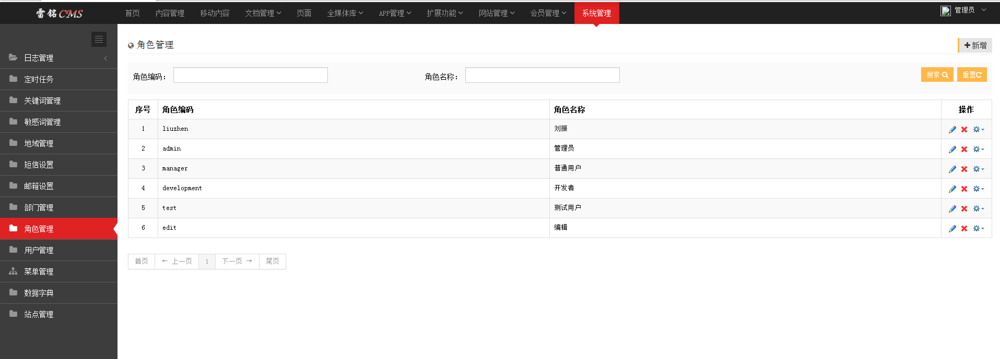 雷铭CMS 首页 内容管理 移动内容 文档管理 页面 全媒体库 APP管理 扩展功能 网站管理 会员管理 系统管理 管理员
日志管理
定时任务
关键词管理
敏感词管理
地域管理
短信设置
邮箱设置
部门管理
角色管理
用户管理
菜单管理
数据字典
站点管理
角色管理 新增
角色编码： 角色名称： 搜索 重置
序号 角色编码 角色名称 操作
1 liuzhen 刘振
2 admin 管理员
3 manager 普通用户
4 development 开发者
5 test 测试用户
6 edit 编辑
首页 ← 上一页 1 下一页 → 尾页